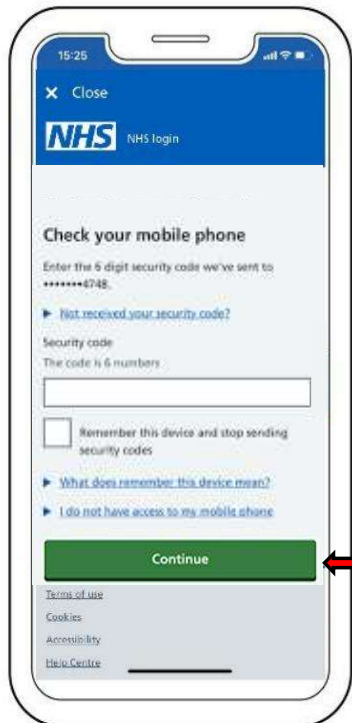 15:25
× Close
NHS NHS login
Check your mobile phone
Enter the 6 digit security code we've sent to
•••••••4748.
Not received your security code?
Security code
The code is 6 numbers
Remember this device and stop sending
security codes
What does remember this device mean?
I do not have access to my mobile phone
Continue
Terms of use
Cookies
Accessibility
Help Centre